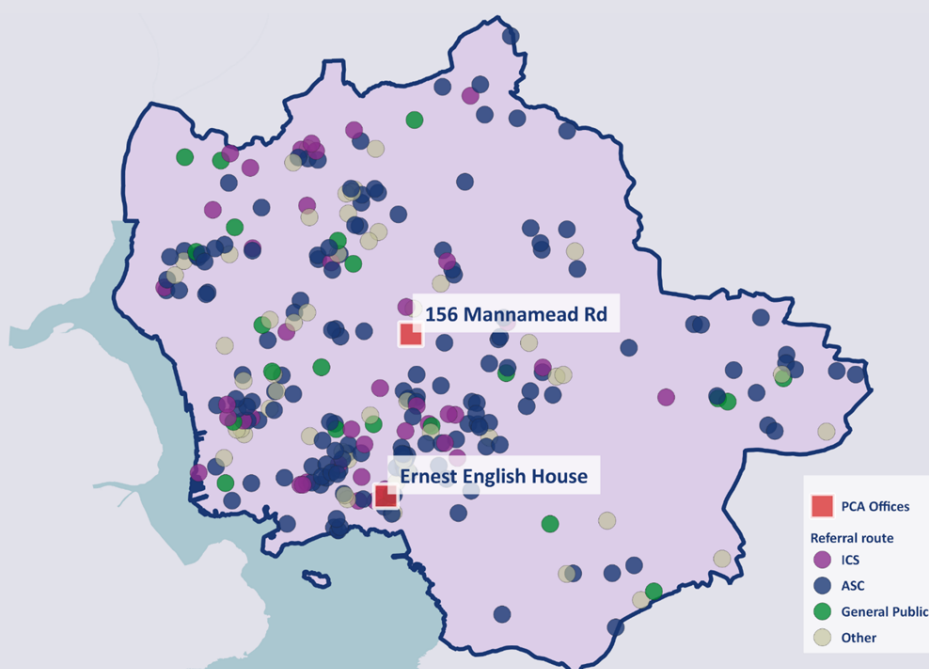 156 Mannamead Rd
Ernest English House
PCA Offices
Referral route
ICS
ASC
General Public
Other